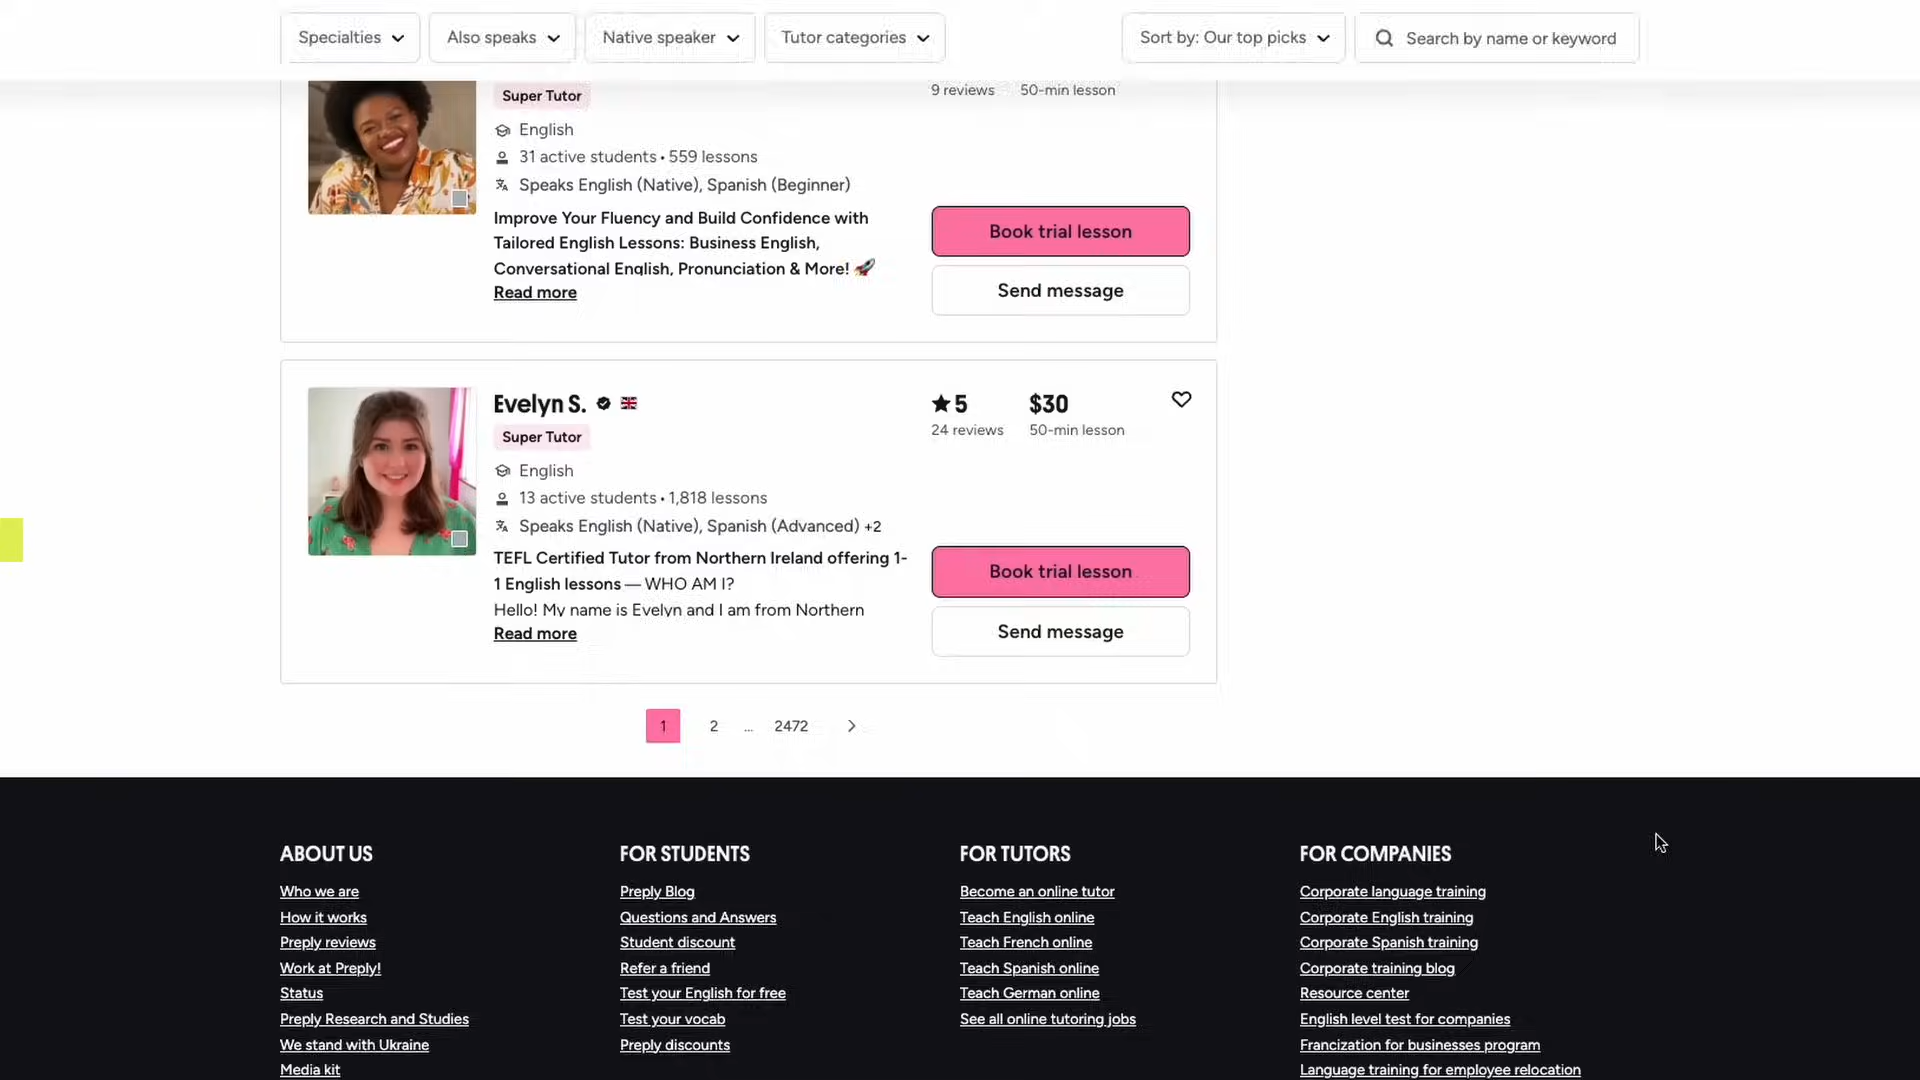 Specialties
Also speaks
Native speaker
Tutor categories
Sort by: Our top picks
Search by name or keyword
Super Tutor
9 reviews
50-min lesson
English
31 active students • 559 lessons
Speaks English (Native), Spanish (Beginner)
Improve Your Fluency and Build Confidence with
Tailored English Lessons: Business English,
Conversational English, Pronunciation & More! 🚀
Read more
Book trial lesson
Send message
Evelyn S.
5
24 reviews
$30
50-min lesson
Super Tutor
English
13 active students • 1,818 lessons
Speaks English (Native), Spanish (Advanced) +2
TEFL Certified Tutor from Northern Ireland offering 1-
1 English lessons — WHO AM I?
Hello! My name is Evelyn and I am from Northern
Read more
Book trial lesson
Send message
1 2 ... 2472
ABOUT US
Who we are
How it works
Preply reviews
Work at Preply!
Status
Preply Research and Studies
We stand with Ukraine
Media kit
FOR STUDENTS
Preply Blog
Questions and Answers
Student discount
Refer a friend
Test your English for free
Test your vocab
Preply discounts
FOR TUTORS
Become an online tutor
Teach English online
Teach French online
Teach Spanish online
Teach German online
See all online tutoring jobs
FOR COMPANIES
Corporate language training
Corporate English training
Corporate Spanish training
Corporate training blog
Resource center
English level test for companies
Francization for businesses program
Language training for employee relocation